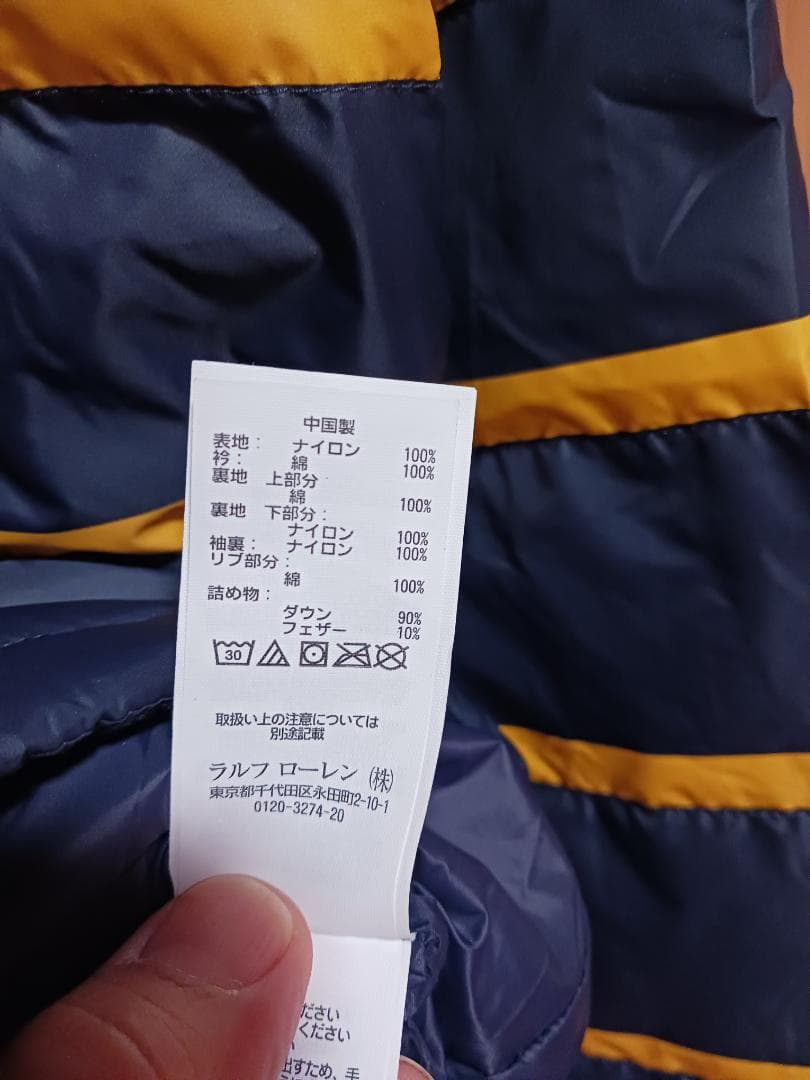 中国製
表地: ナイロン 100%
衿: 綿 100%
裏地 上部分
綿 100%
裏地 下部分:
ナイロン 100%
袖裏: ナイロン 100%
リブ部分:
綿 100%
詰め物:
ダウン 90%
フェザー 10%
30
取扱い上の注意については
別途記載
ラルフ ローレン (株)
東京都千代田区永田町2-10-1
0120-3274-20
ださい
ください
出すため、手